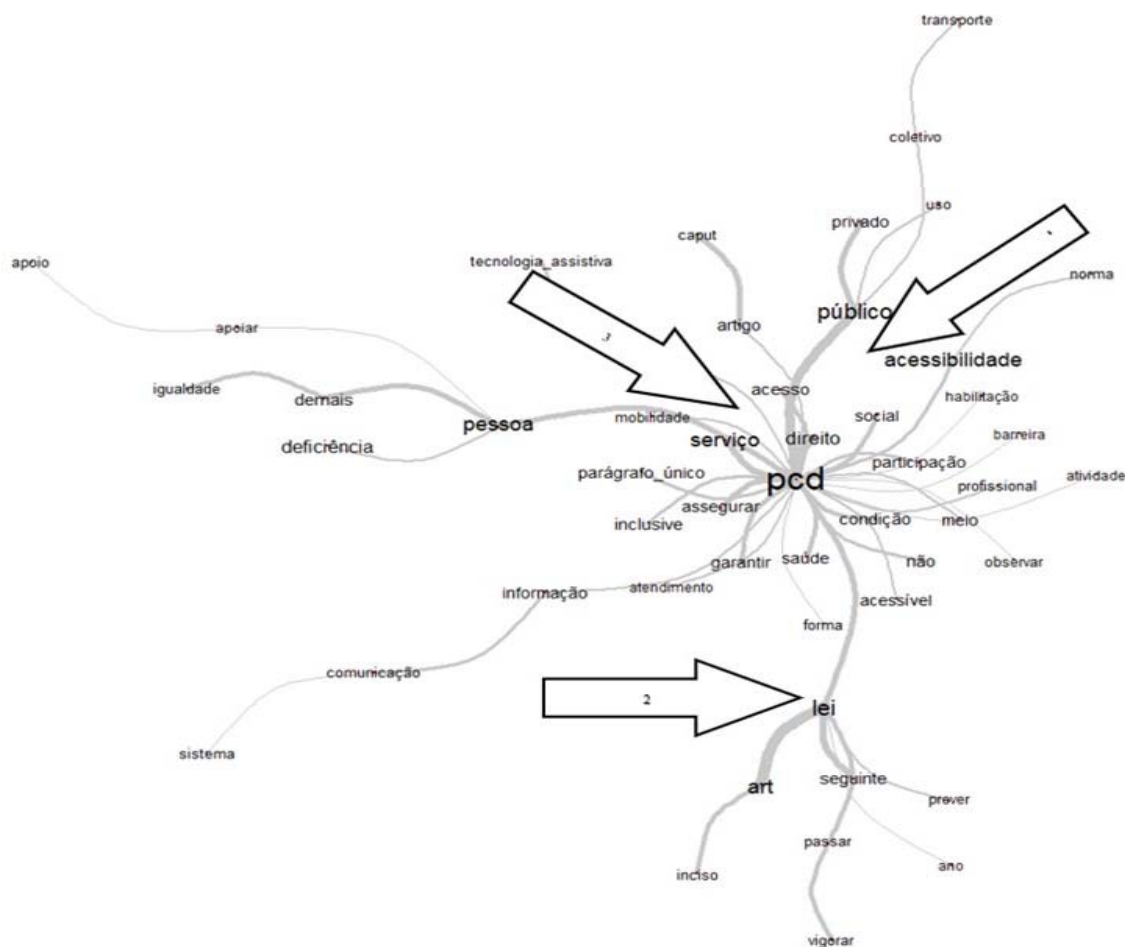 transporte
coletivo
uso
privado
caput
tecnologia_assistiva
apoio
norma
público
1
artigo
apoiar
3
acessibilidade
igualdade
demais
acesso
habilitação
mobilidade
social
pessoa
deficiência
serviço
direito
barreira
participação
parágrafo_único
pcd
atividade
profissional
assegurar
inclusive
condição
meio
garantir
saúde
não
observar
informação
atendimento
acessível
forma
comunicação
2
lei
sistema
art
seguinte
prever
passar
ano
inciso
vigorar